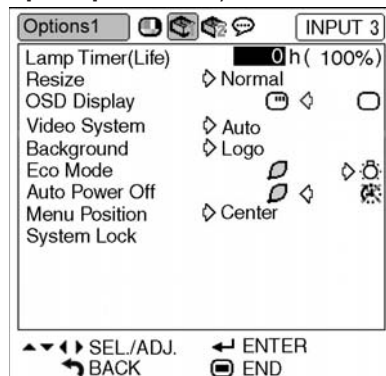 Options1 2 INPUT 3
Lamp Timer(Life) 0 h ( 100%)
Resize Normal
OSD Display
Video System Auto
Background Logo
Eco Mode
Auto Power Off
Menu Position Center
System Lock
SEL./ADJ. ENTER
BACK END